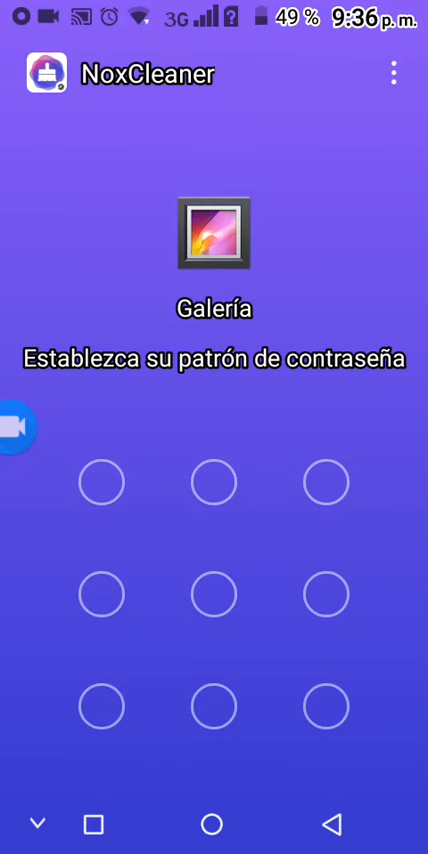 3G 49 % 9:36 p. m.
NoxCleaner
Galería
Establezca su patrón de contraseña